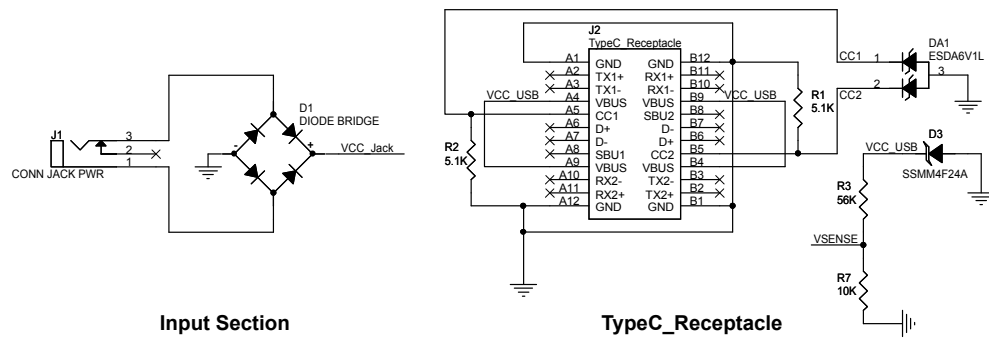 J1
3
2
1
CONN JACK PWR
D1
DIODE BRIDGE
-
+
VCC_Jack
Input Section
J2
TypeC_Receptacle
A1 GND GND B12
A2 TX1+ RX1+ B11
A3 TX1- RX1- B10
VCC_USB A4 VBUS VBUS B9 VCC_USB
A5 CC1 SBU2 B8
A6 D+ D- B7
A7 D- D+ B6
A8 SBU1 CC2 B5
A9 VBUS VBUS B4
A10 RX2- TX2- B3
A11 RX2+ TX2+ B2
A12 GND GND B1
R2
5.1K
R1
5.1K
CC1 1
CC2 2
3
DA1
ESDA6V1L
VCC_USB
D3
SSMM4F24A
R3
56K
VSENSE
R7
10K
TypeC_Receptacle